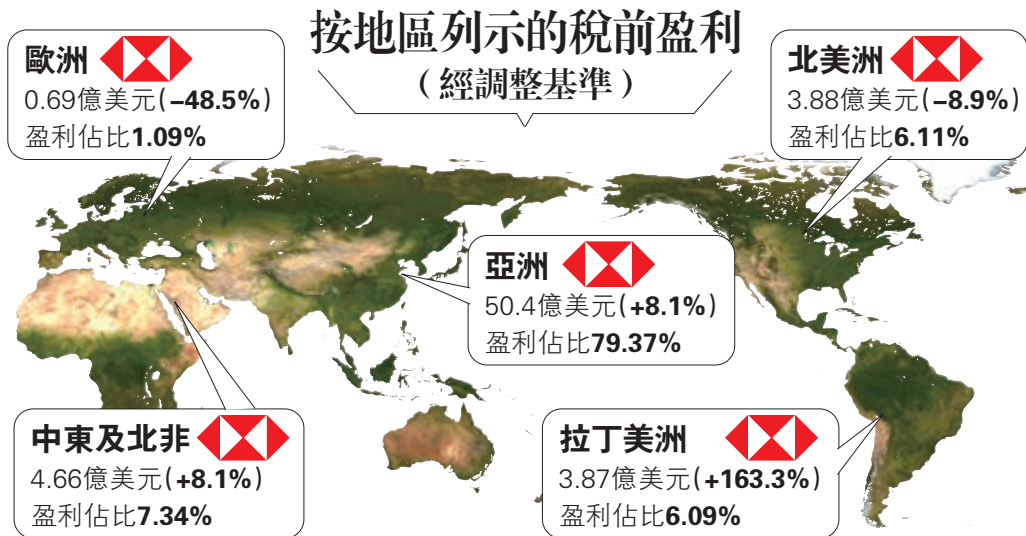 按地區列示的稅前盈利
（經調整基準）
歐洲
0.69億美元(–48.5%)
盈利佔比1.09%
北美洲
3.88億美元(–8.9%)
盈利佔比6.11%
亞洲
50.4億美元(+8.1%)
盈利佔比79.37%
中東及北非
4.66億美元(+8.1%)
盈利佔比7.34%
拉丁美洲
3.87億美元(+163.3%)
盈利佔比6.09%